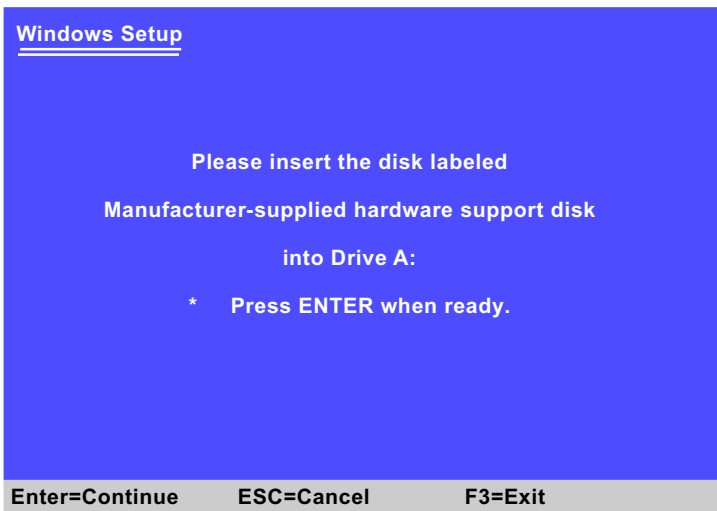 Windows Setup
Please insert the disk labeled
Manufacturer-supplied hardware support disk
into Drive A:
* Press ENTER when ready.
Enter=Continue ESC=Cancel F3=Exit